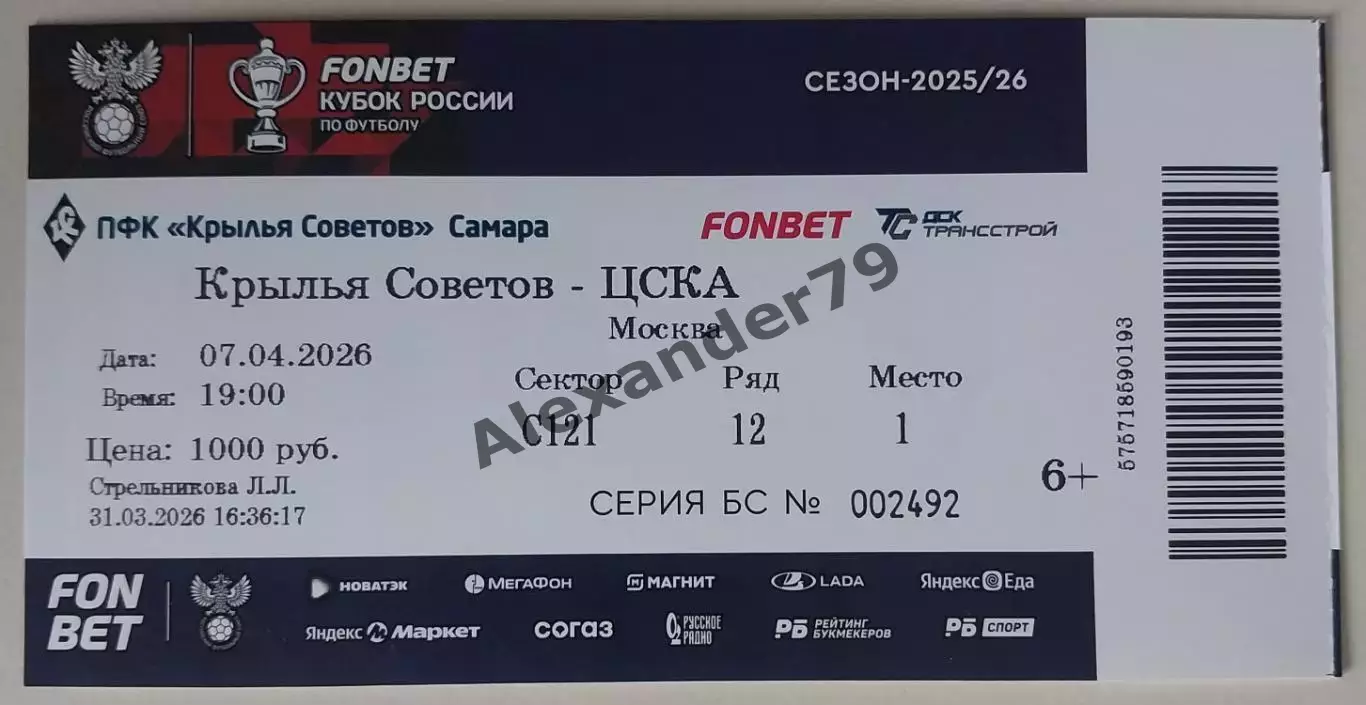 FONBET
КУБОК РОССИИ
ПО ФУТБОЛУ
СЕЗОН-2025/26
ПФК «Крылья Советов» Самара
FONBET
ТС ДСК ТРАНССТРОЙ
Крылья Советов - ЦСКА
Москва
Дата: 07.04.2026
Время: 19:00
Сектор Ряд Место
C121 12 1
Цена: 1000 руб.
Стрельникова Л.Л.
31.03.2026 16:36:17
СЕРИЯ БС № 002492
6+
575718590193
Alexander79
FON
BET
НОВАТЭК МЕГАФОН МАГНИТ LADA Яндекс Еда
Яндекс Маркет СОГАЗ РУССКОЕ РАДИО РБ РЕЙТИНГ БУКМЕКЕРОВ РБ СПОРТ